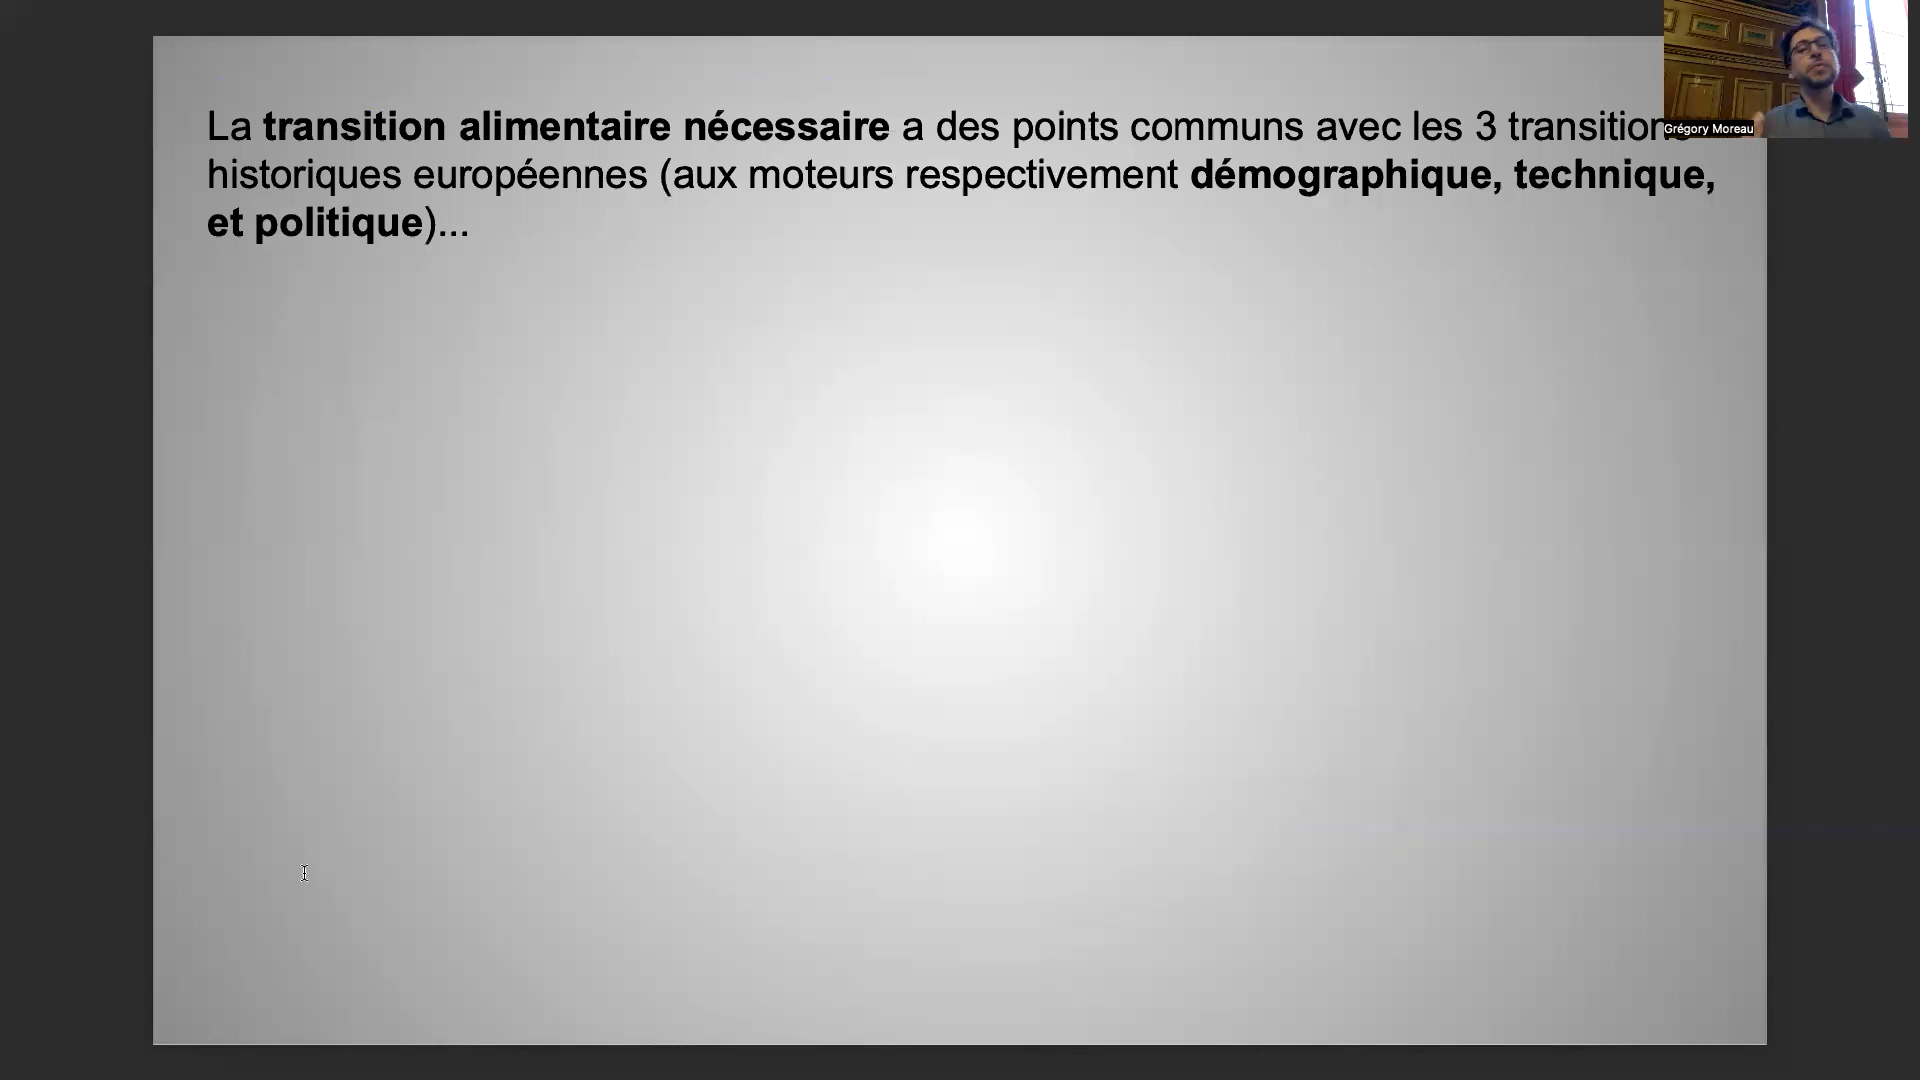 La transition alimentaire nécessaire a des points communs avec les 3 transition
historiques européennes (aux moteurs respectivement démographique, technique,
et politique)...
Grégory Moreau